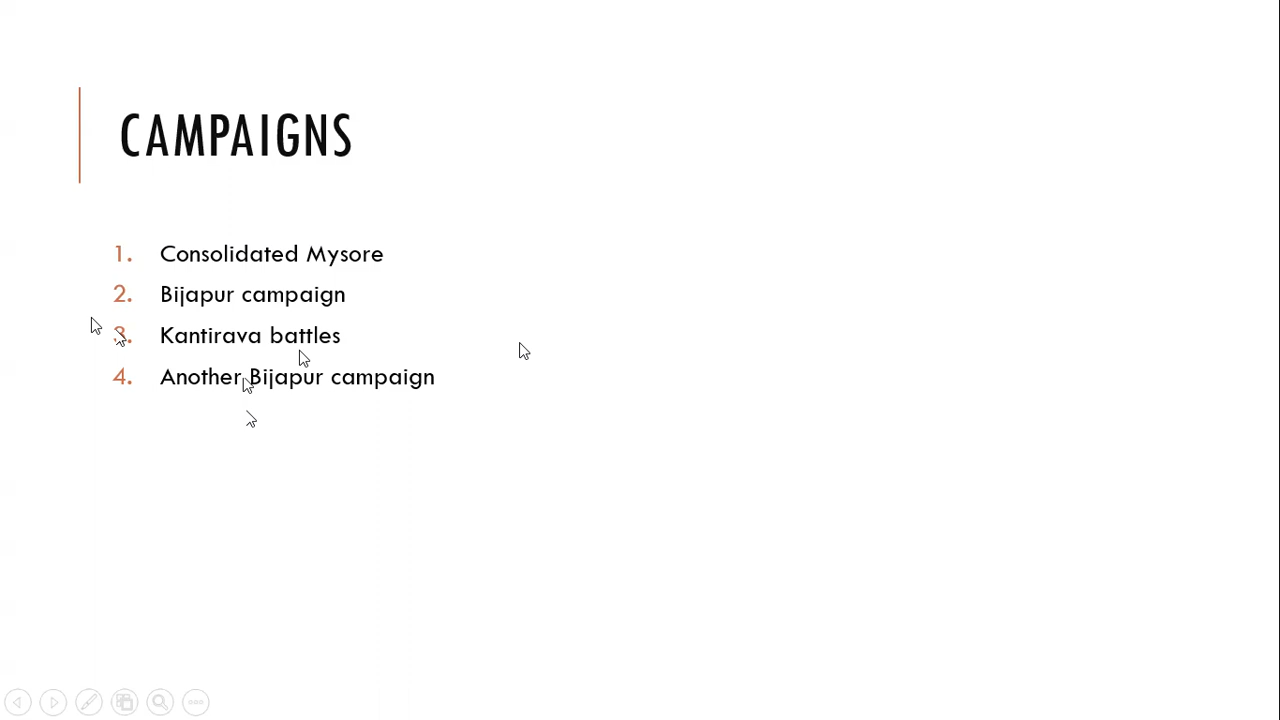 CAMPAIGNS
1. Consolidated Mysore
2. Bijapur campaign
3. Kantirava battles
4. Another Bijapur campaign